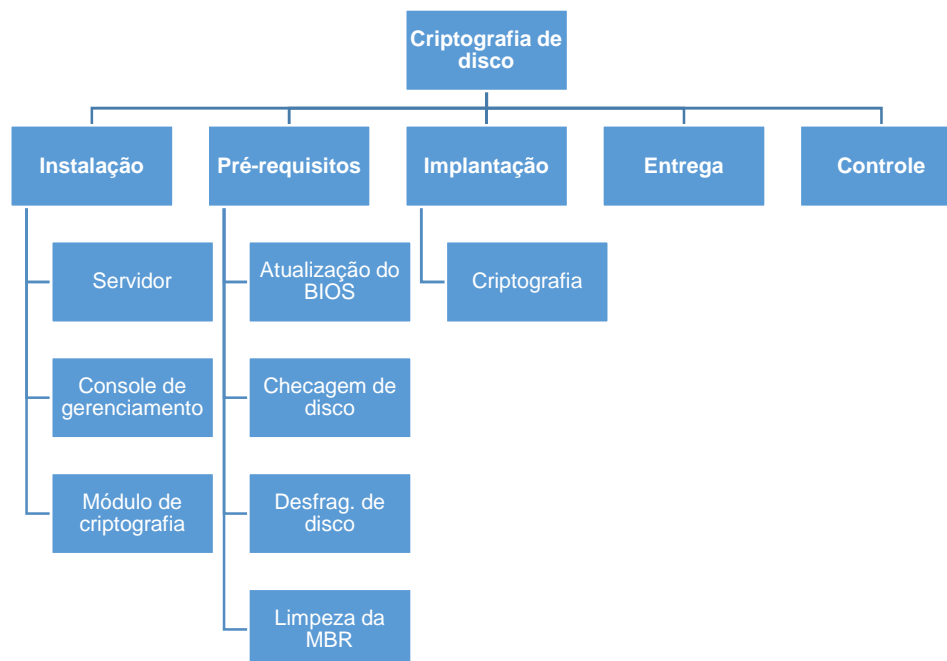 Criptografia de
disco
Instalação
Pré-requisitos
Implantação
Entrega
Controle
Servidor
Atualização do
BIOS
Criptografia
Console de
gerenciamento
Checagem de
disco
Módulo de
criptografia
Desfrag. de
disco
Limpeza da
MBR